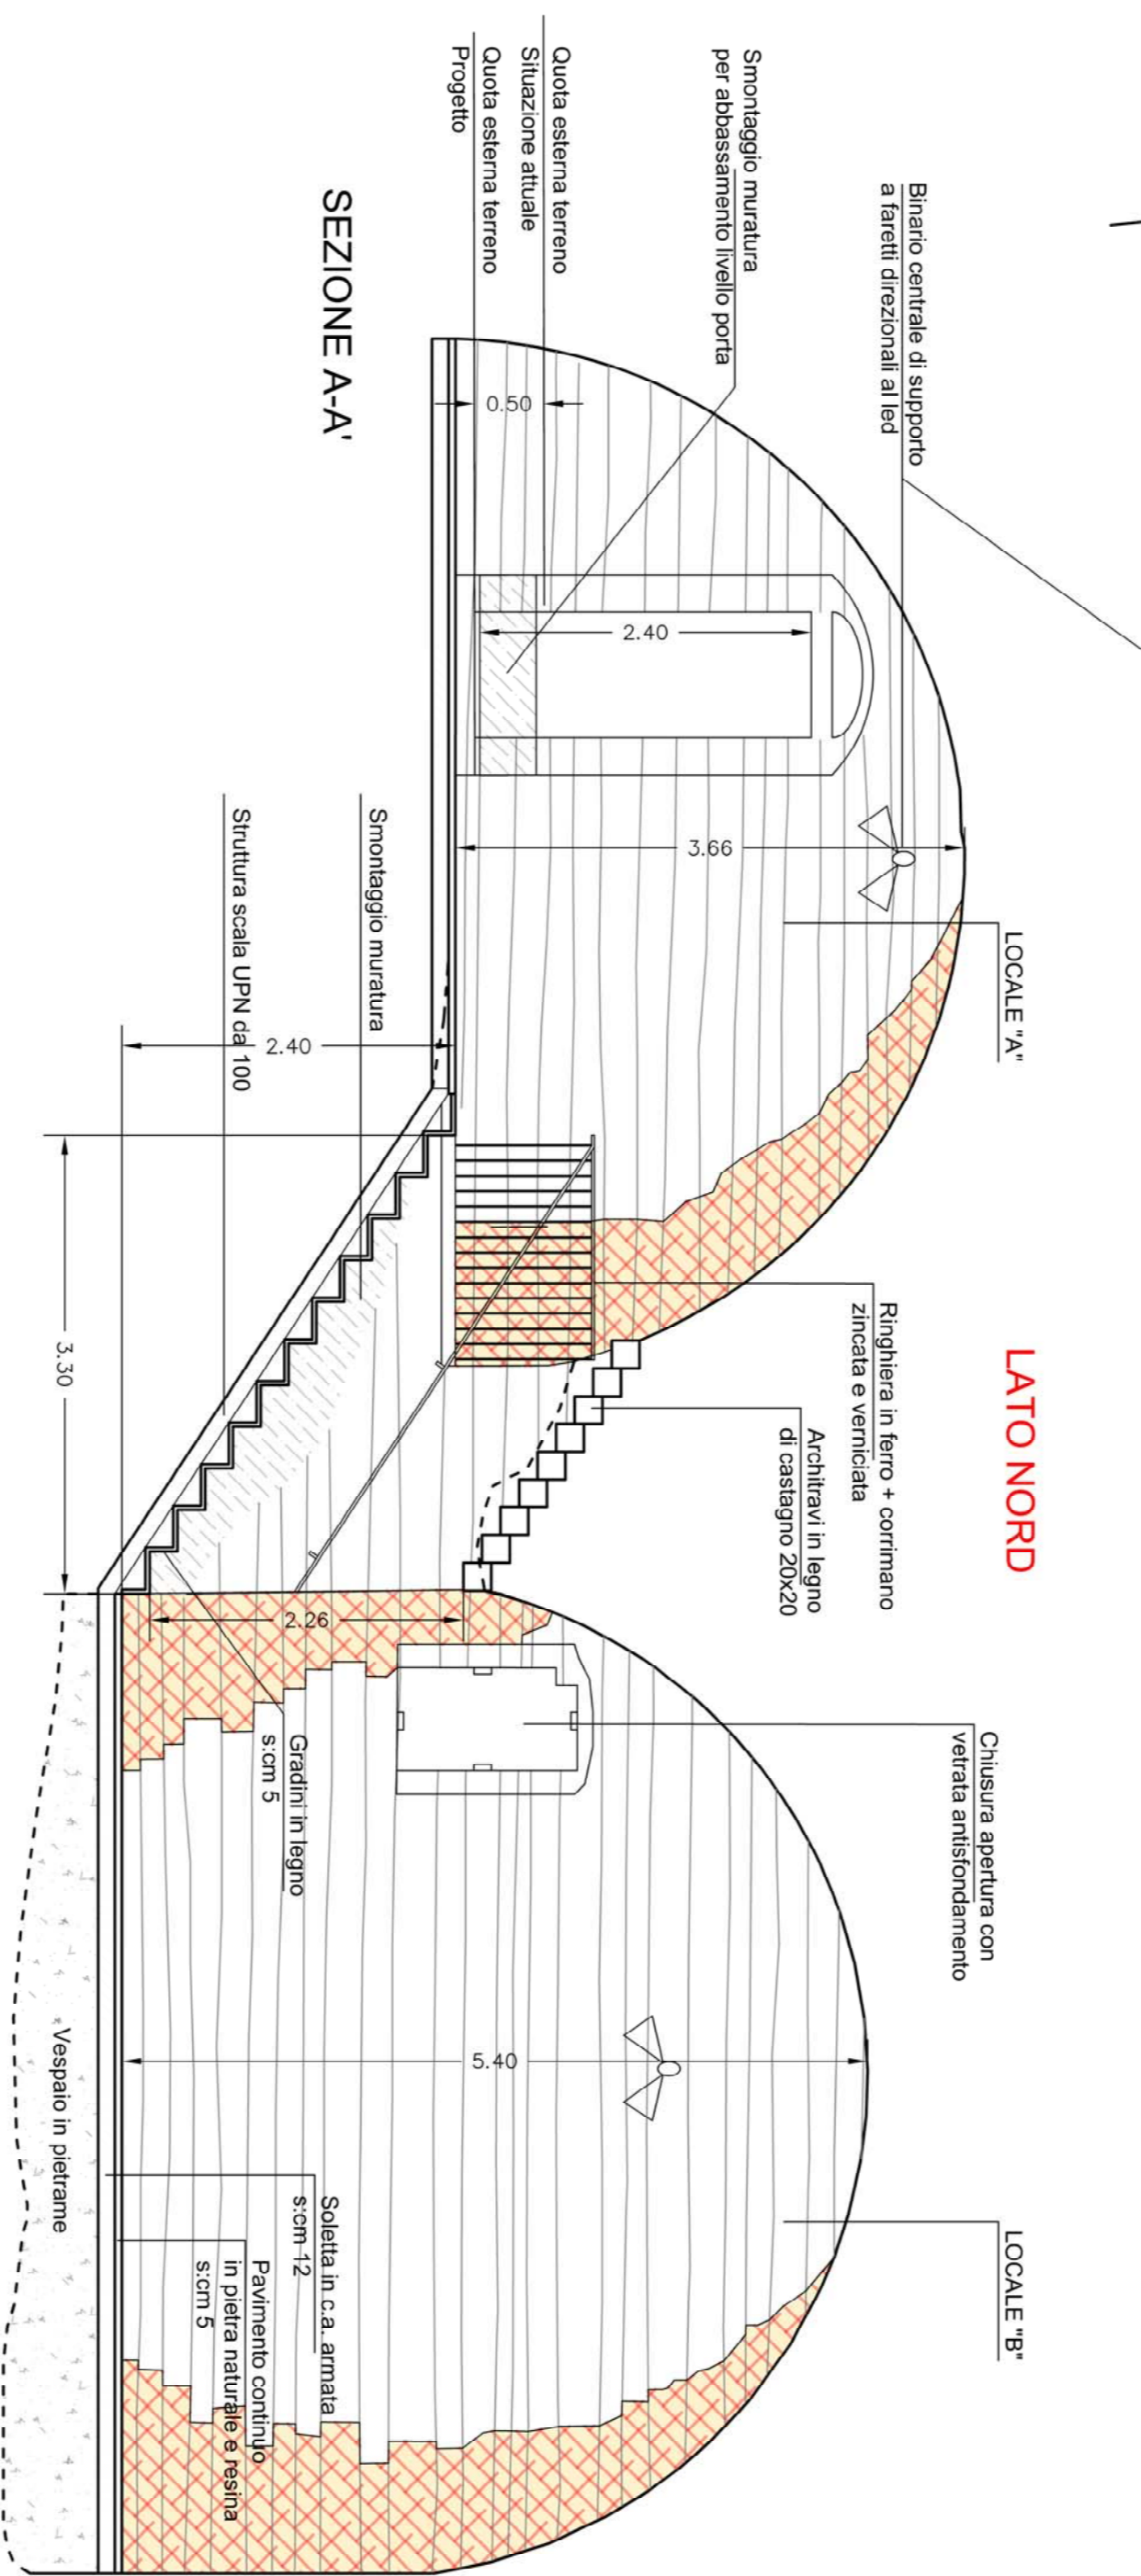 LATO NORD
Binario centrale di supporto
a faretti direzionali al led
LOCALE "A"
Smontaggio muratura
per abbassamento livello porta
Quota esterna terreno
Situazione attuale
Quota esterna terreno
Progetto
0.50
2.40
3.66
SEZIONE A-A'
Smontaggio muratura
Struttura scala UPN da 100
2.40
3.30
Ringhiera in ferro + corrimano
zincata e verniciata
Architravi in legno
di castagno 20x20
2.26
Gradini in legno
s:cm 5
Chiusura apertura con
vetrata antisfondamento
LOCALE "B"
5.40
Soletta in c.a. armata
s:cm 12
Pavimento continuo
in pietra naturale e resina
s:cm 5
Vespaio in pietrame